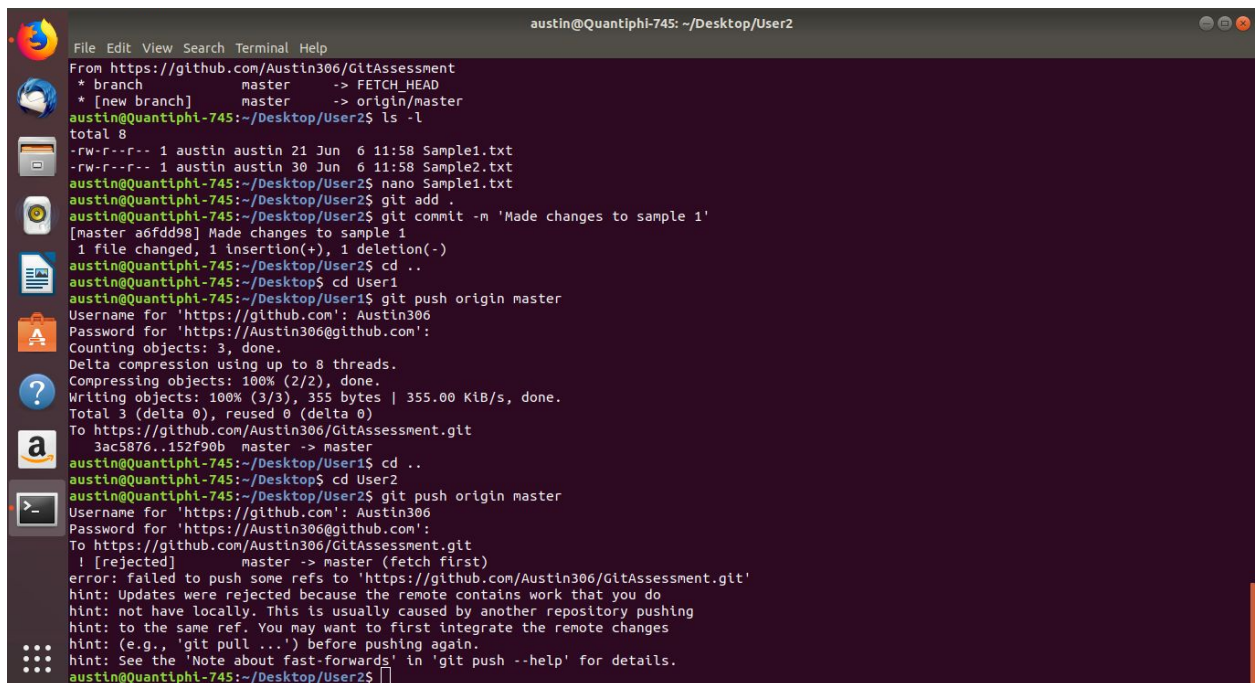 austin@Quantiphi-745: ~/Desktop/User2
File Edit View Search Terminal Help
From https://github.com/Austin306/GitAssessment
 * branch            master     -> FETCH_HEAD
 * [new branch]      master     -> origin/master
austin@Quantiphi-745:~/Desktop/User2$ ls -l
total 8
-rw-r--r-- 1 austin austin 21 Jun  6 11:58 Sample1.txt
-rw-r--r-- 1 austin austin 30 Jun  6 11:58 Sample2.txt
austin@Quantiphi-745:~/Desktop/User2$ nano Sample1.txt
austin@Quantiphi-745:~/Desktop/User2$ git add .
austin@Quantiphi-745:~/Desktop/User2$ git commit -m 'Made changes to sample 1'
[master a6fdd98] Made changes to sample 1
 1 file changed, 1 insertion(+), 1 deletion(-)
austin@Quantiphi-745:~/Desktop/User2$ cd ..
austin@Quantiphi-745:~/Desktop$ cd User1
austin@Quantiphi-745:~/Desktop/User1$ git push origin master
Username for 'https://github.com': Austin306
Password for 'https://Austin306@github.com':
Counting objects: 3, done.
Delta compression using up to 8 threads.
Compressing objects: 100% (2/2), done.
Writing objects: 100% (3/3), 355 bytes | 355.00 KiB/s, done.
Total 3 (delta 0), reused 0 (delta 0)
To https://github.com/Austin306/GitAssessment.git
   3ac5876..152f90b  master -> master
austin@Quantiphi-745:~/Desktop/User1$ cd ..
austin@Quantiphi-745:~/Desktop$ cd User2
austin@Quantiphi-745:~/Desktop/User2$ git push origin master
Username for 'https://github.com': Austin306
Password for 'https://Austin306@github.com':
To https://github.com/Austin306/GitAssessment.git
 ! [rejected]        master -> master (fetch first)
error: failed to push some refs to 'https://github.com/Austin306/GitAssessment.git'
hint: Updates were rejected because the remote contains work that you do
hint: not have locally. This is usually caused by another repository pushing
hint: to the same ref. You may want to first integrate the remote changes
hint: (e.g., 'git pull ...') before pushing again.
hint: See the 'Note about fast-forwards' in 'git push --help' for details.
austin@Quantiphi-745:~/Desktop/User2$